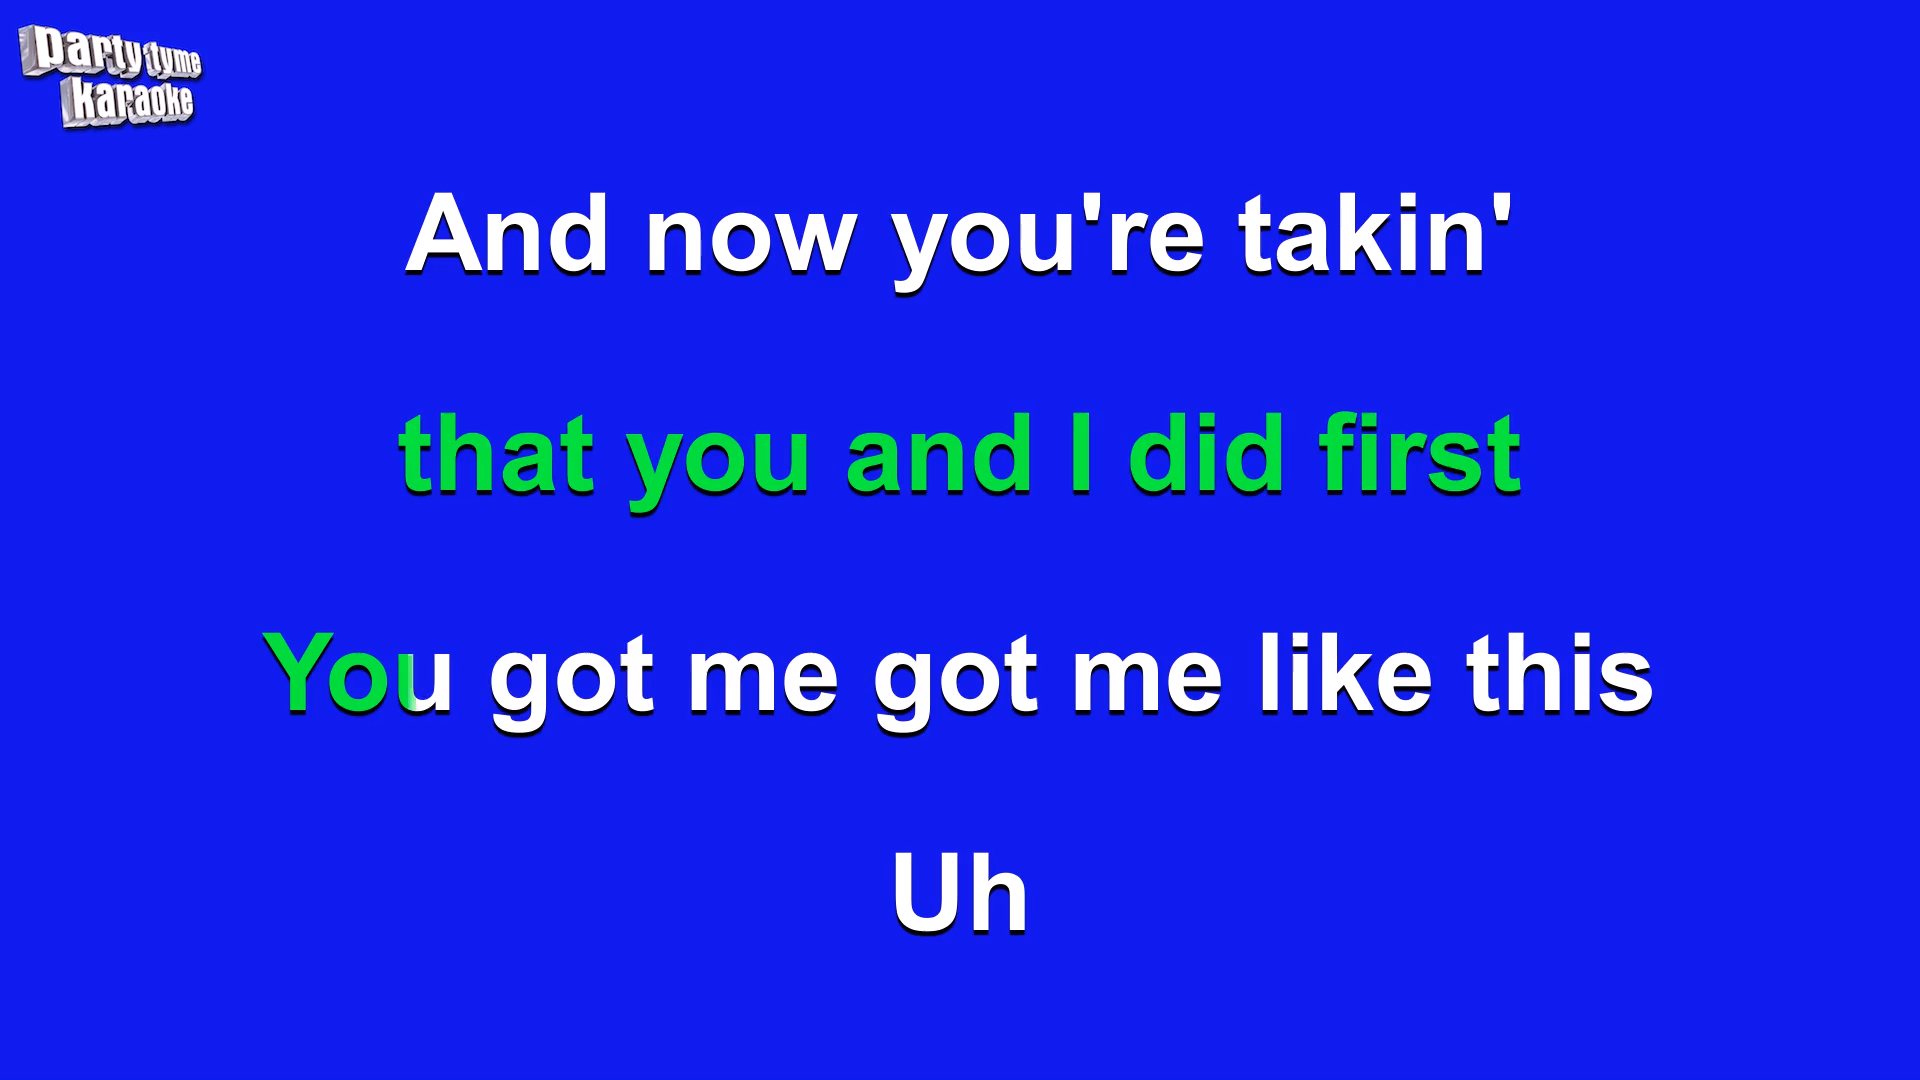 party tyme
karaoke
And now you're takin'
that you and I did first
You got me got me like this
Uh